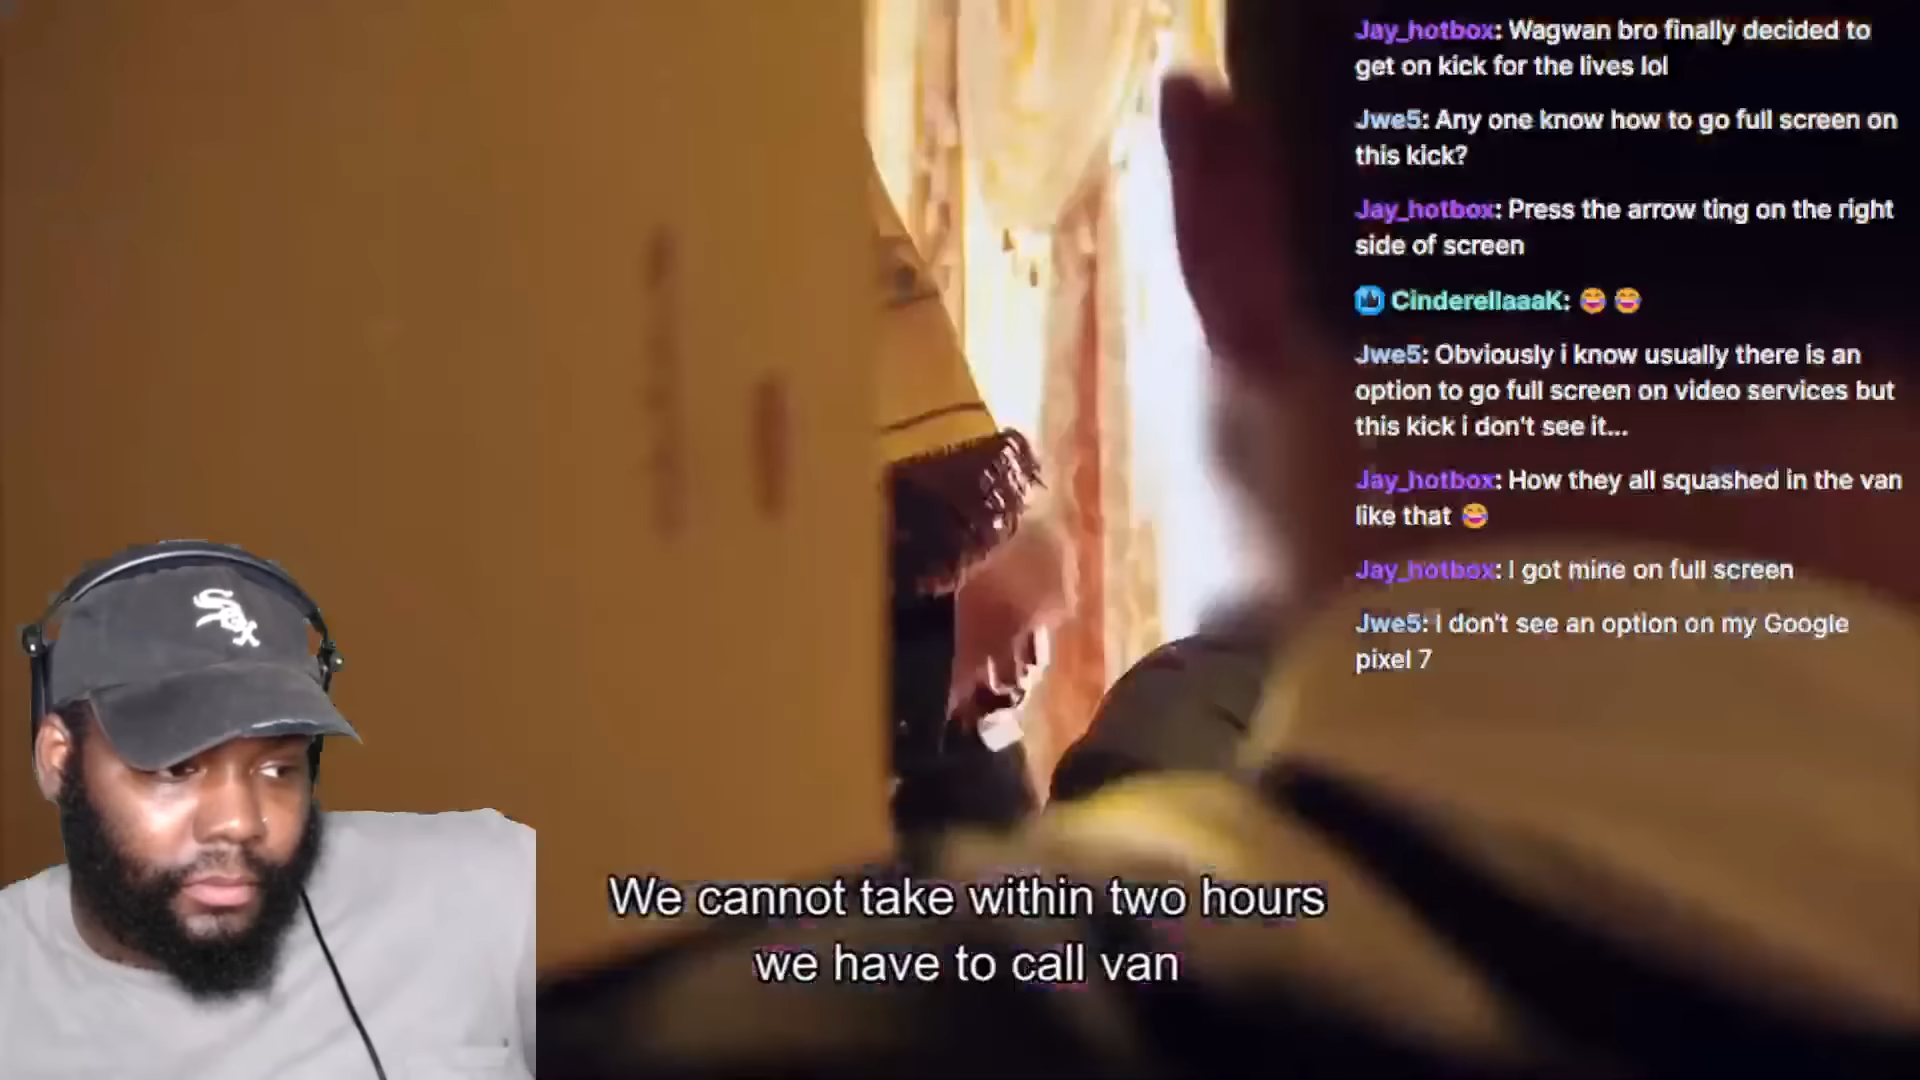 Jay_hotbox: Wagwan bro finally decided to
get on kick for the lives lol
Jwe5: Any one know how to go full screen on
this kick?
Jay_hotbox: Press the arrow ting on the right
side of screen
CinderellaaaK: 😂 😂
Jwe5: Obviously i know usually there is an
option to go full screen on video services but
this kick i don't see it...
Jay_hotbox: How they all squashed in the van
like that 😂
Jay_hotbox: I got mine on full screen
Jwe5: I don't see an option on my Google
pixel 7
Sox
We cannot take within two hours
we have to call van